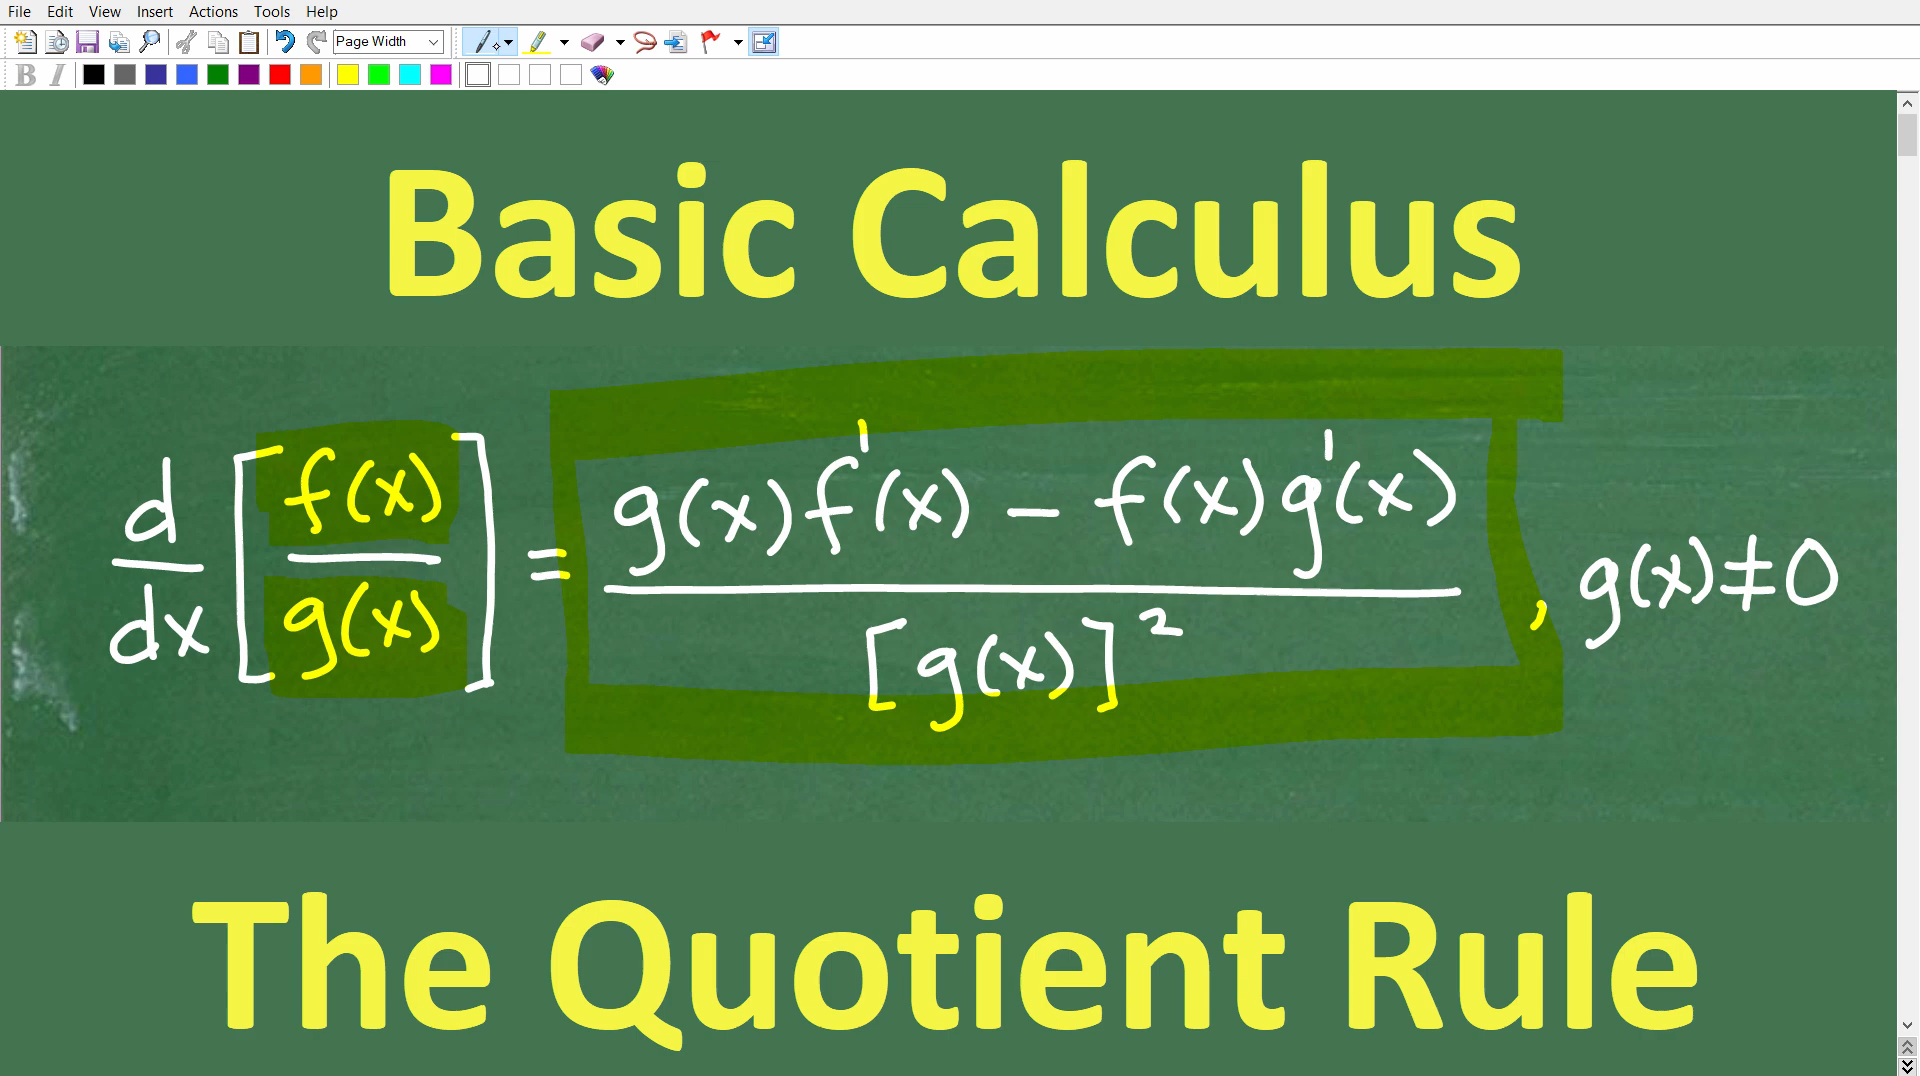 File Edit View Insert Actions Tools Help
Page Width
B I
Basic Calculus
d/dx [f(x)/g(x)] = g(x)f'(x) - f(x)g'(x) / [g(x)]², g(x)≠0
The Quotient Rule